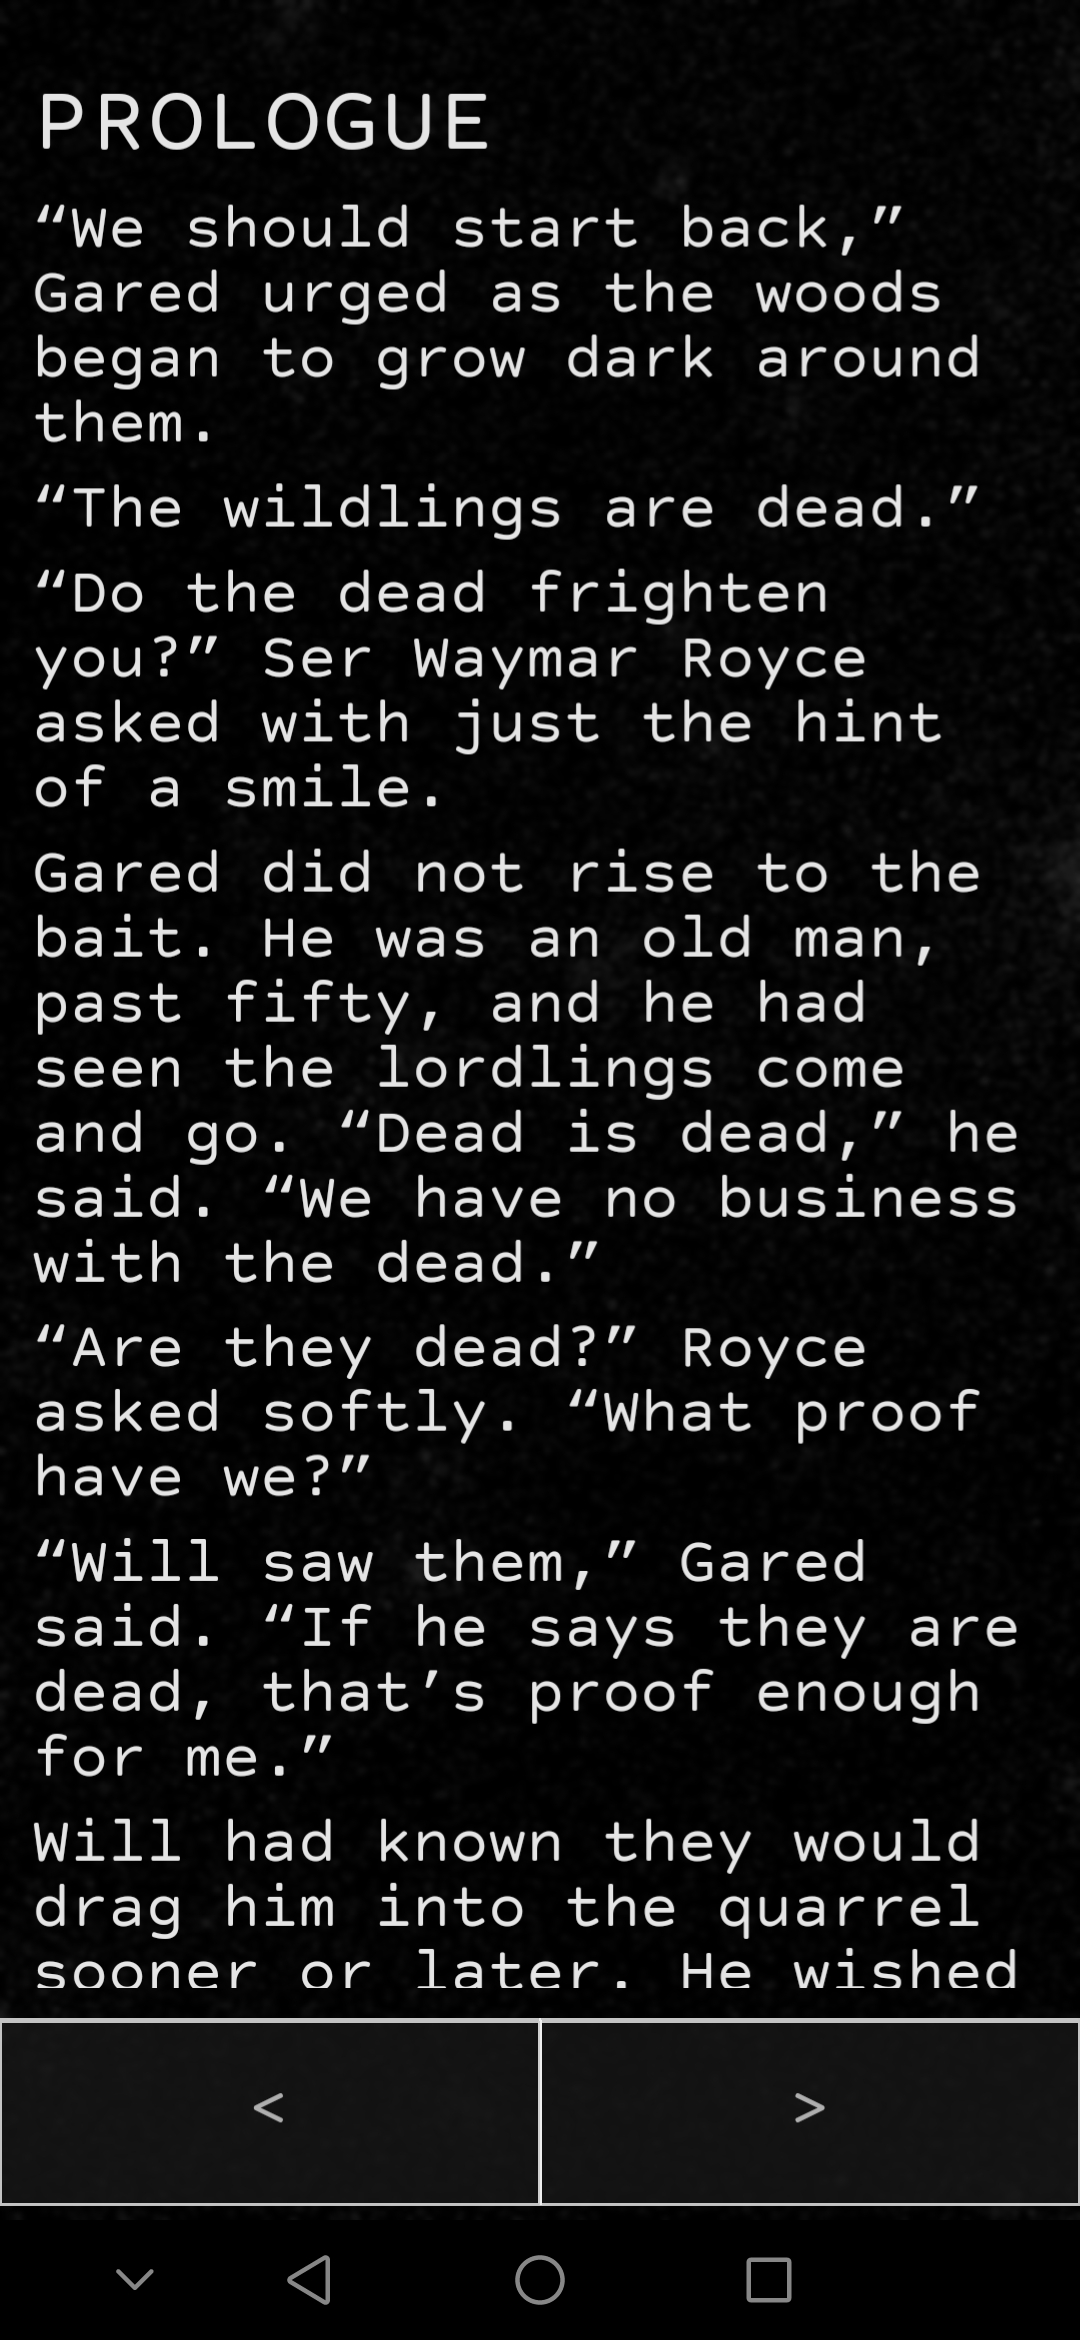 PROLOGUE
“We should start back,”
Gared urged as the woods
began to grow dark around
them.
“The wildlings are dead.”
“Do the dead frighten
you?” Ser Waymar Royce
asked with just the hint
of a smile.
Gared did not rise to the
bait. He was an old man,
past fifty, and he had
seen the lordlings come
and go. “Dead is dead,” he
said. “We have no business
with the dead.”
“Are they dead?” Royce
asked softly. “What proof
have we?”
“Will saw them,” Gared
said. “If he says they are
dead, that’s proof enough
for me.”
Will had known they would
drag him into the quarrel
sooner or later. He wished
< >